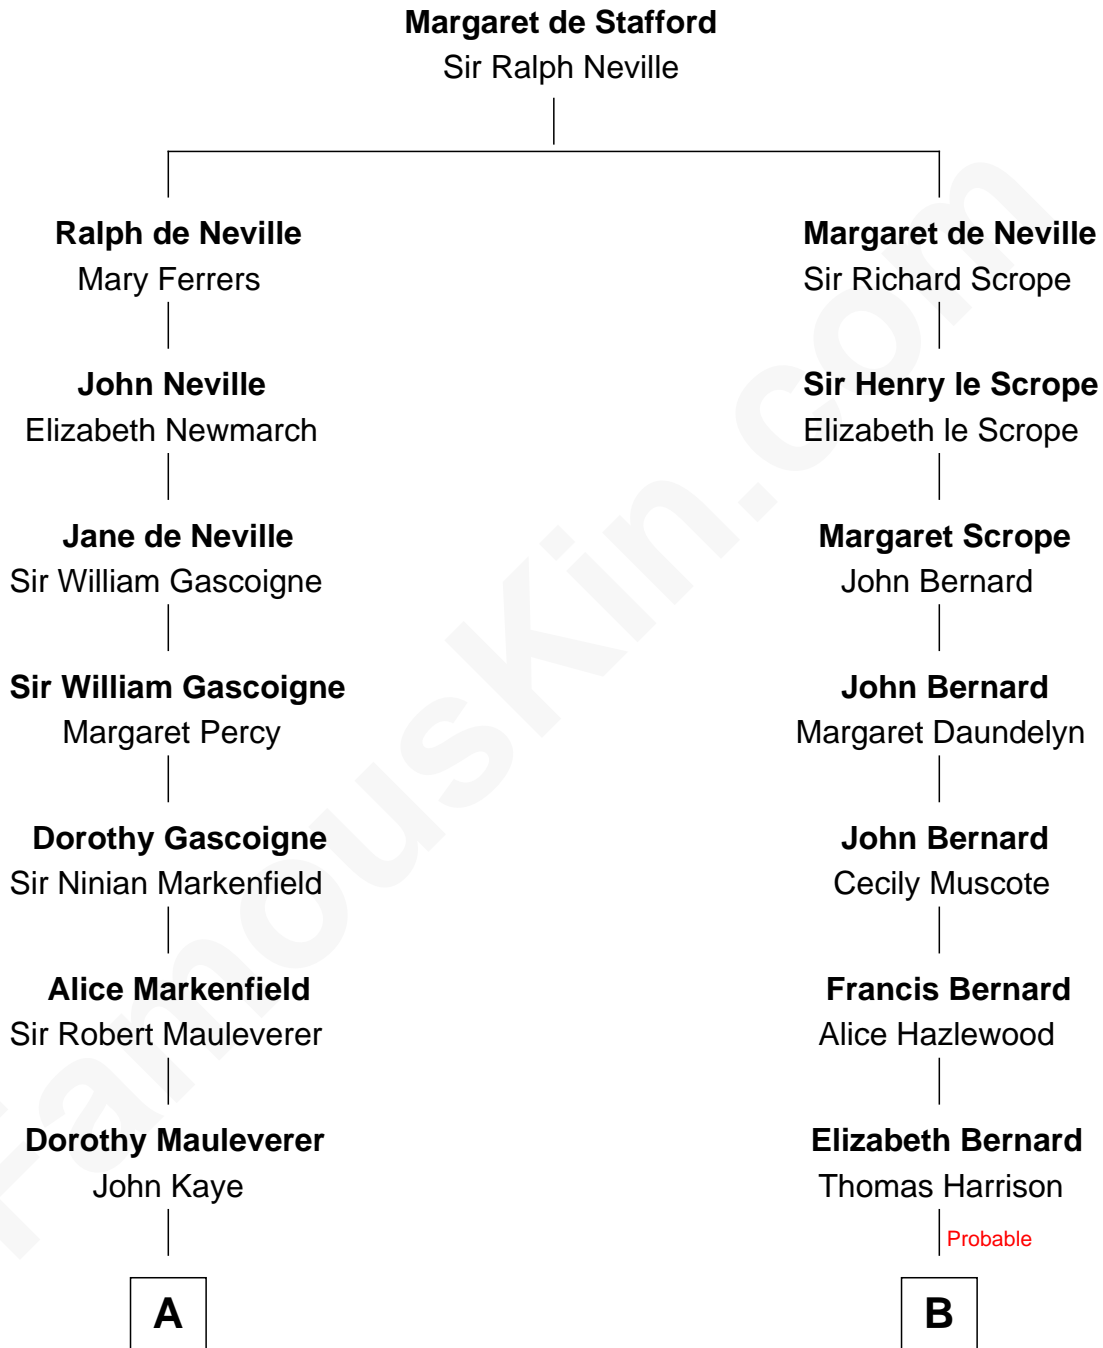 Margaret de Stafford
Sir Ralph Neville
Ralph de Neville
Mary Ferrers
John Neville
Elizabeth Newmarch
Jane de Neville
Sir William Gascoigne
Sir William Gascoigne
Margaret Percy
Dorothy Gascoigne
Sir Ninian Markenfield
Alice Markenfield
Sir Robert Mauleverer
Dorothy Mauleverer
John Kaye
A
Margaret de Neville
Sir Richard Scrope
Sir Henry le Scrope
Elizabeth le Scrope
Margaret Scrope
John Bernard
John Bernard
Margaret Daundelyn
John Bernard
Cecily Muscote
Francis Bernard
Alice Hazlewood
Elizabeth Bernard
Thomas Harrison
Probable
B
FamousKin.com